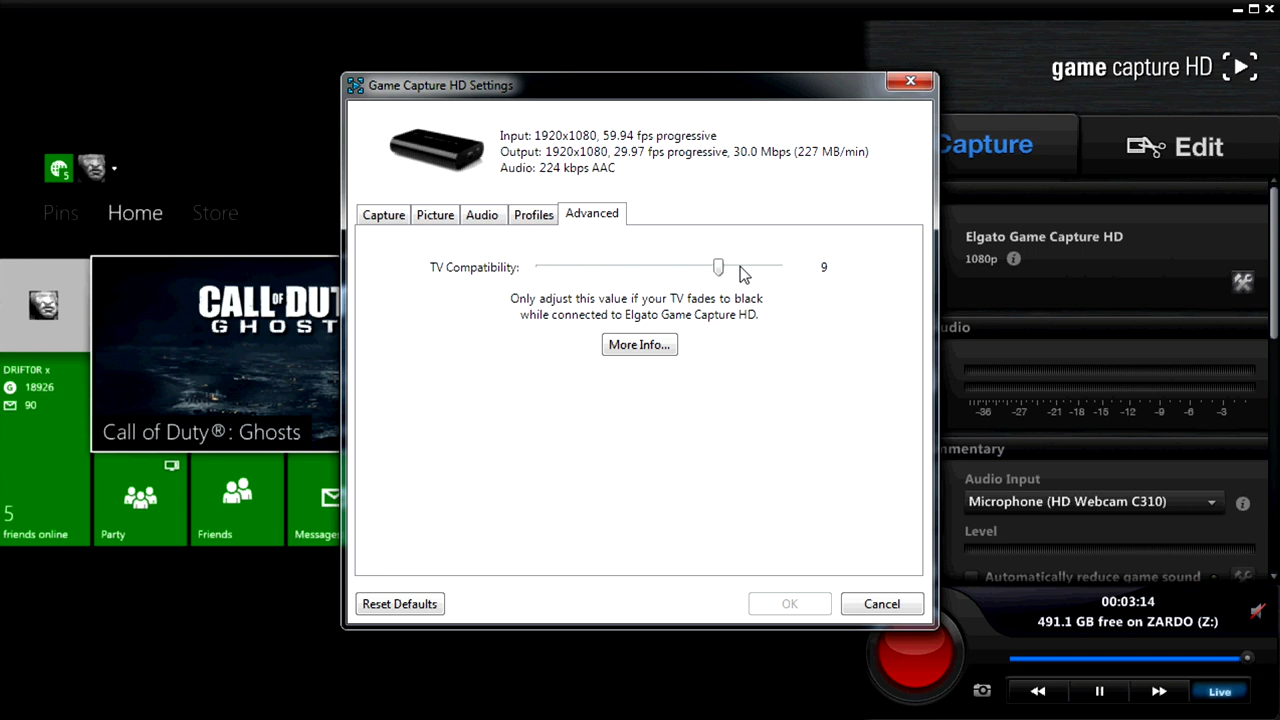 game capture HD
Game Capture HD Settings
Input: 1920x1080, 59.94 fps progressive
Output: 1920x1080, 29.97 fps progressive, 30.0 Mbps (227 MB/min)
Audio: 224 kbps AAC
Capture Picture Audio Profiles Advanced
TV Compatibility: 9
Only adjust this value if your TV fades to black
while connected to Elgato Game Capture HD.
More Info...
Reset Defaults OK Cancel
5
Pins Home Store
CALL OF DUTY
GHOST
DRIFT0R x
G 18926
90
Call of Duty®: Ghosts
5
friends online
Party
Friends
Message
Capture Edit
Elgato Game Capture HD
1080p
udio
-36 -27 -21 -18 -15 -12 -9 -6 -3
mmentary
Audio Input
Microphone (HD Webcam C310)
Level
Automatically reduce game sound
00:03:14
491.1 GB free on ZARDO (Z:)
Live